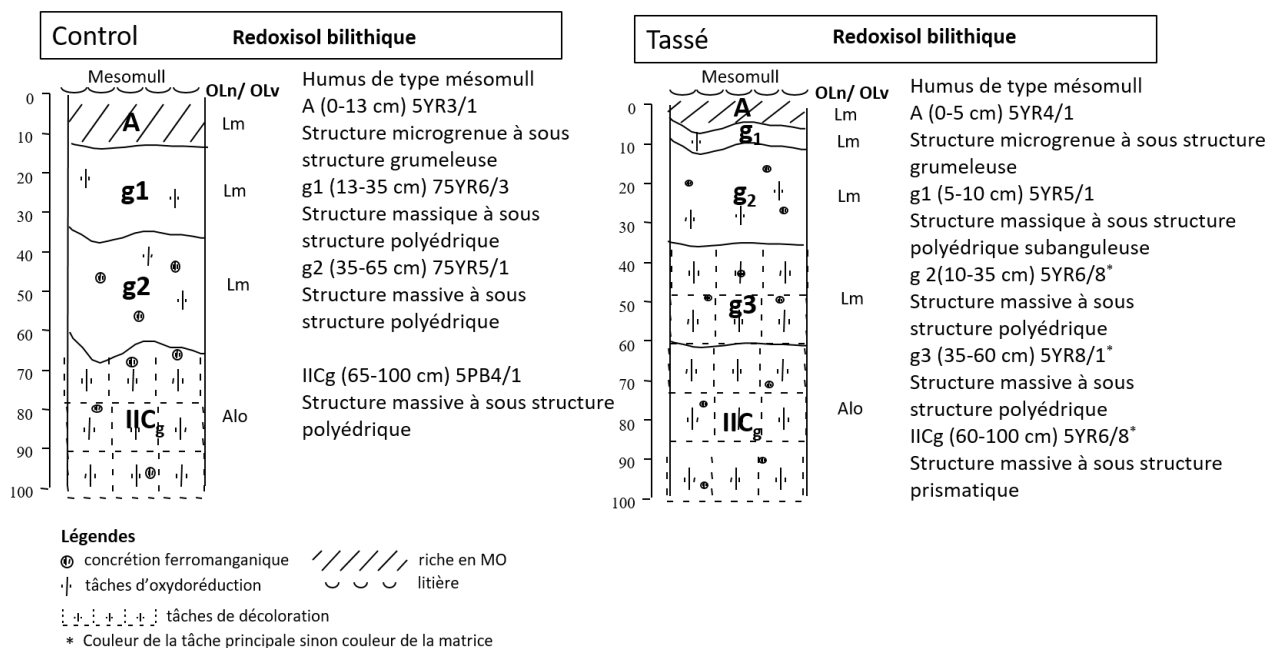 Control
Redoxisol bilithique
Mesomull
OLn/ OLv
0
10
20
30
40
50
60
70
80
90
100
A
g1
g2
IICg
Lm
Lm
Lm
Alo
Humus de type mésomull
A (0-13 cm) 5YR3/1
Structure microgrenue à sous
structure grumeleuse
g1 (13-35 cm) 75YR6/3
Structure massique à sous
structure polyédrique
g2 (35-65 cm) 75YR5/1
Structure massive à sous
structure polyédrique
IICg (65-100 cm) 5PB4/1
Structure massive à sous structure
polyédrique
Tassé
Redoxisol bilithique
Mesomull
OLn/ OLv
0
10
20
30
40
50
60
70
80
90
100
A
g1
g2
g3
IICg
Lm
Lm
Lm
Lm
Alo
Humus de type mésomull
A (0-5 cm) 5YR4/1
Structure microgrenue à sous structure
grumeleuse
g1 (5-10 cm) 5YR5/1
Structure massique à sous structure
polyédrique subanguleuse
g 2(10-35 cm) 5YR6/8*
Structure massive à sous
structure polyédrique
g3 (35-60 cm) 5YR8/1*
Structure massive à sous
structure polyédrique
IICg (60-100 cm) 5YR6/8*
Structure massive à sous structure
prismatique
Légendes
concrétion ferromanganique
riche en MO
tâches d'oxydoréduction
litière
tâches de décoloration
* Couleur de la tâche principale sinon couleur de la matrice